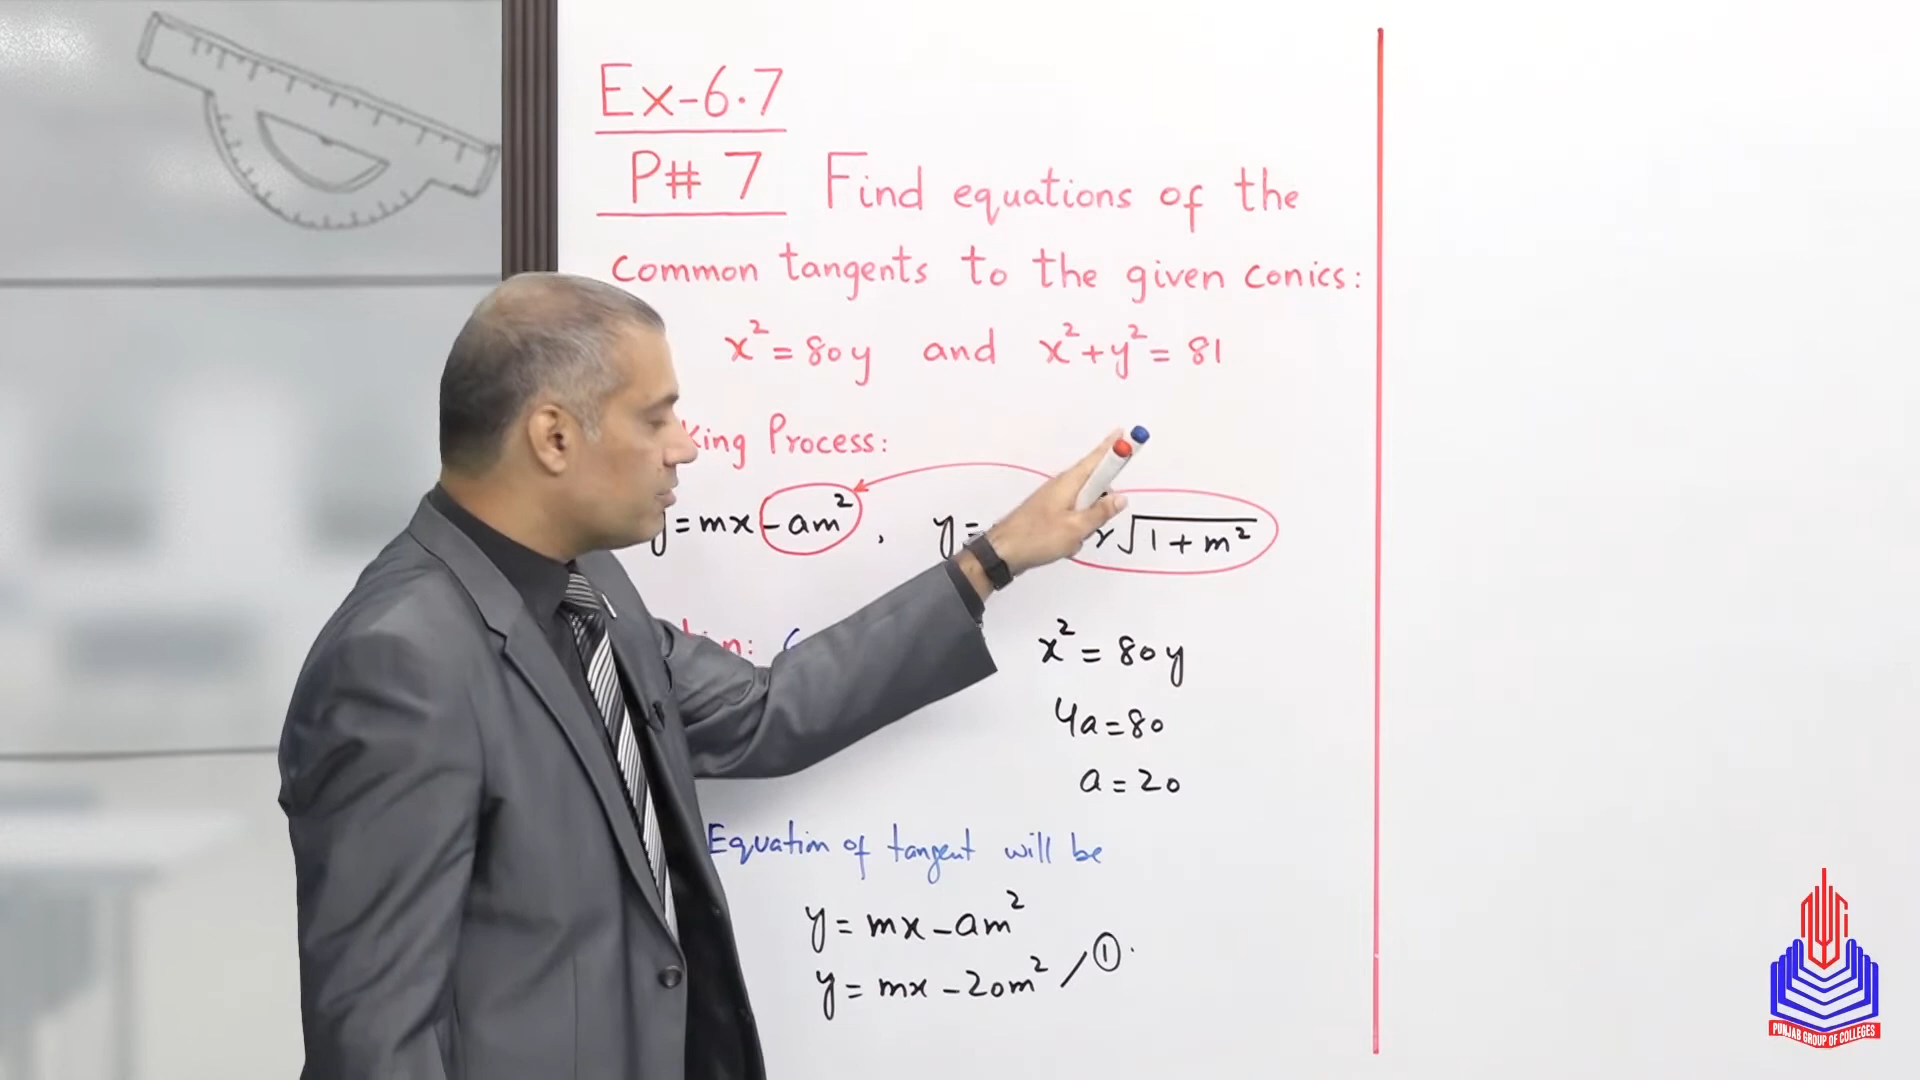 Ex-6.7
P# 7 Find equations of the
common tangents to the given conics:
x² = 80y and x² + y² = 81
king Process:
y = mx - am² , y = r√1 + m²
x² = 80y
4a = 80
a = 20
Equation of tangent will be
y = mx - am²
y = mx - 20m² / ①.
PUNJAB GROUP OF COLLEGES